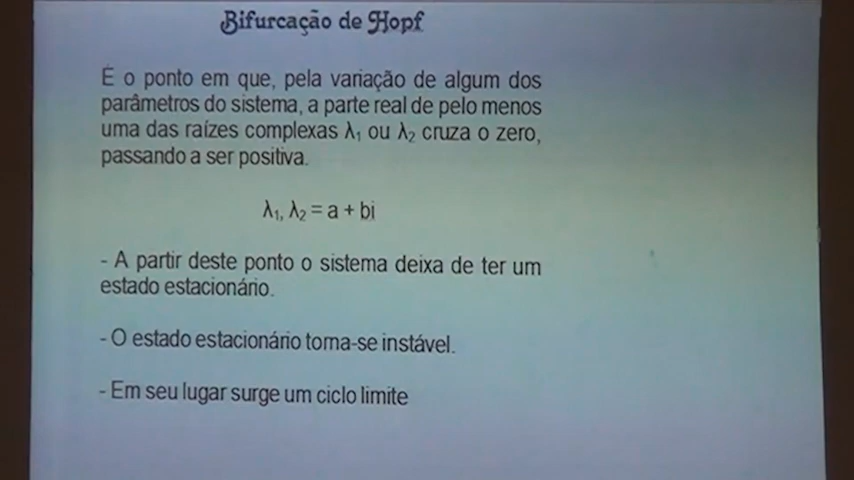 Bifurcação de Hopf
É o ponto em que, pela variação de algum dos
parâmetros do sistema, a parte real de pelo menos
uma das raízes complexas λ₁ ou λ₂ cruza o zero,
passando a ser positiva.
λ₁, λ₂ = a + bi
- A partir deste ponto o sistema deixa de ter um
estado estacionário.
- O estado estacionário torna-se instável.
- Em seu lugar surge um ciclo limite